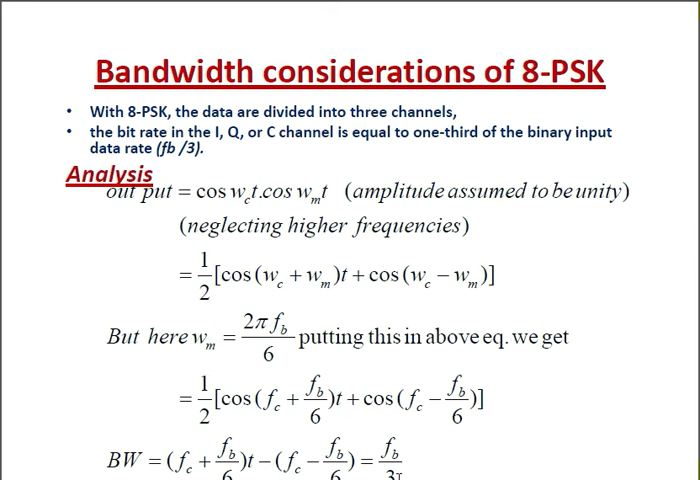 Bandwidth considerations of 8-PSK
• With 8-PSK, the data are divided into three channels,
• the bit rate in the I, Q, or C channel is equal to one-third of the binary input
data rate (fb /3).
Analysis
out put = cos w_c t.cos w_m t (amplitude assumed to be unity)
(neglecting higher frequencies)
= 1/2 [cos (w_c + w_m )t + cos (w_c − w_m )]
But here w_m = 2π f_b / 6 putting this in above eq. we get
= 1/2 [cos (f_c + f_b/6 )t + cos (f_c − f_b/6 )]
BW = (f_c + f_b/6 )t − (f_c − f_b/6 ) = f_b/3